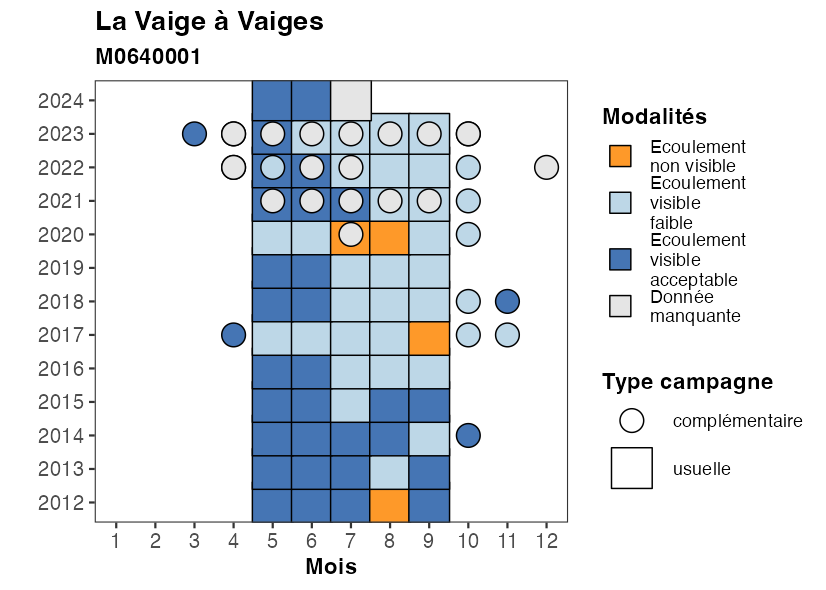 La Vaige à Vaiges
M0640001
2024
2023
2022
2021
2020
2019
2018
2017
2016
2015
2014
2013
2012
1 2 3 4 5 6 7 8 9 10 11 12
Mois
Modalités
Ecoulement
non visible
Ecoulement
visible
faible
Ecoulement
visible
acceptable
Donnée
manquante
Type campagne
complémentaire
usuelle